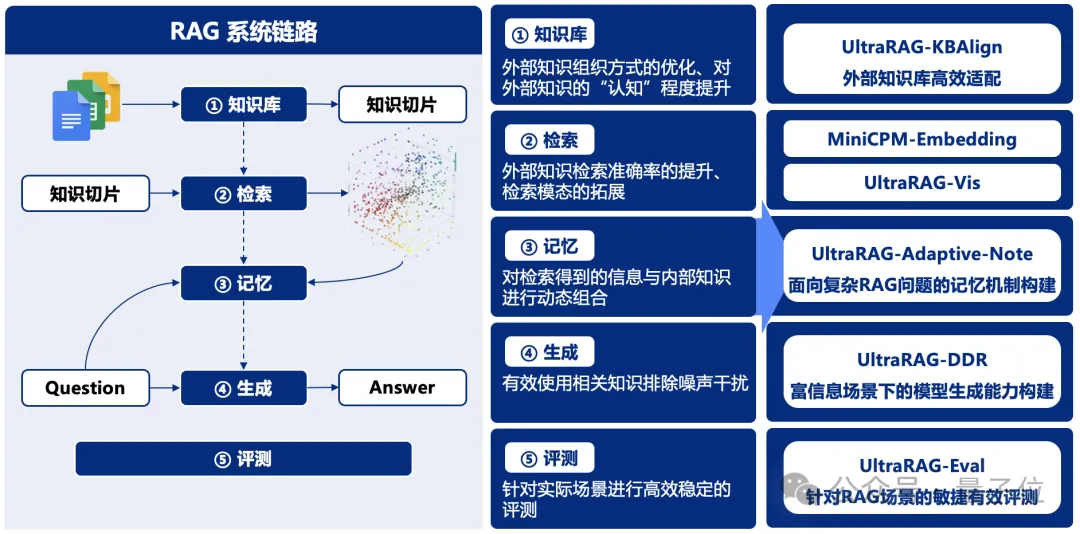 RAG 系统链路
① 知识库
知识切片
知识切片
② 检索
③ 记忆
Question
④ 生成
Answer
⑤ 评测
① 知识库
外部知识组织方式的优化、对
外部知识的“认知”程度提升
② 检索
外部知识检索准确率的提升、
检索模态的拓展
③ 记忆
对检索得到的信息与内部知识
进行动态组合
④ 生成
有效使用相关知识排除噪声干扰
⑤ 评测
针对实际场景进行高效稳定的
评测
UltraRAG-KBAlign
外部知识库高效适配
MiniCPM-Embedding
UltraRAG-Vis
UltraRAG-Adaptive-Note
面向复杂RAG问题的记忆机制构建
UltraRAG-DDR
富信息场景下的模型生成能力构建
UltraRAG-Eval
针对RAG场景的敏捷有效评测
公众号 · 量子位